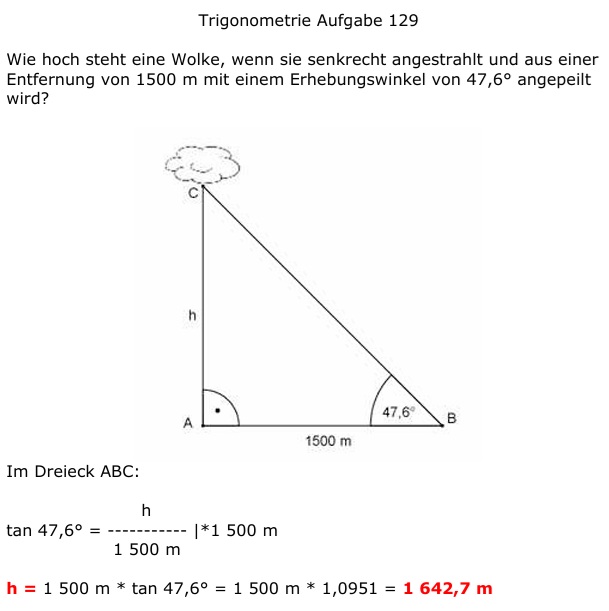 Trigonometrie Aufgabe 129
Wie hoch steht eine Wolke, wenn sie senkrecht angestrahlt und aus einer
Entfernung von 1500 m mit einem Erhebungswinkel von 47,6° angepeilt
wird?
C
h
A
47,6°
B
1500 m
Im Dreieck ABC:
h
tan 47,6° = ----------- |*1 500 m
1 500 m
h = 1 500 m * tan 47,6° = 1 500 m * 1,0951 = 1 642,7 m